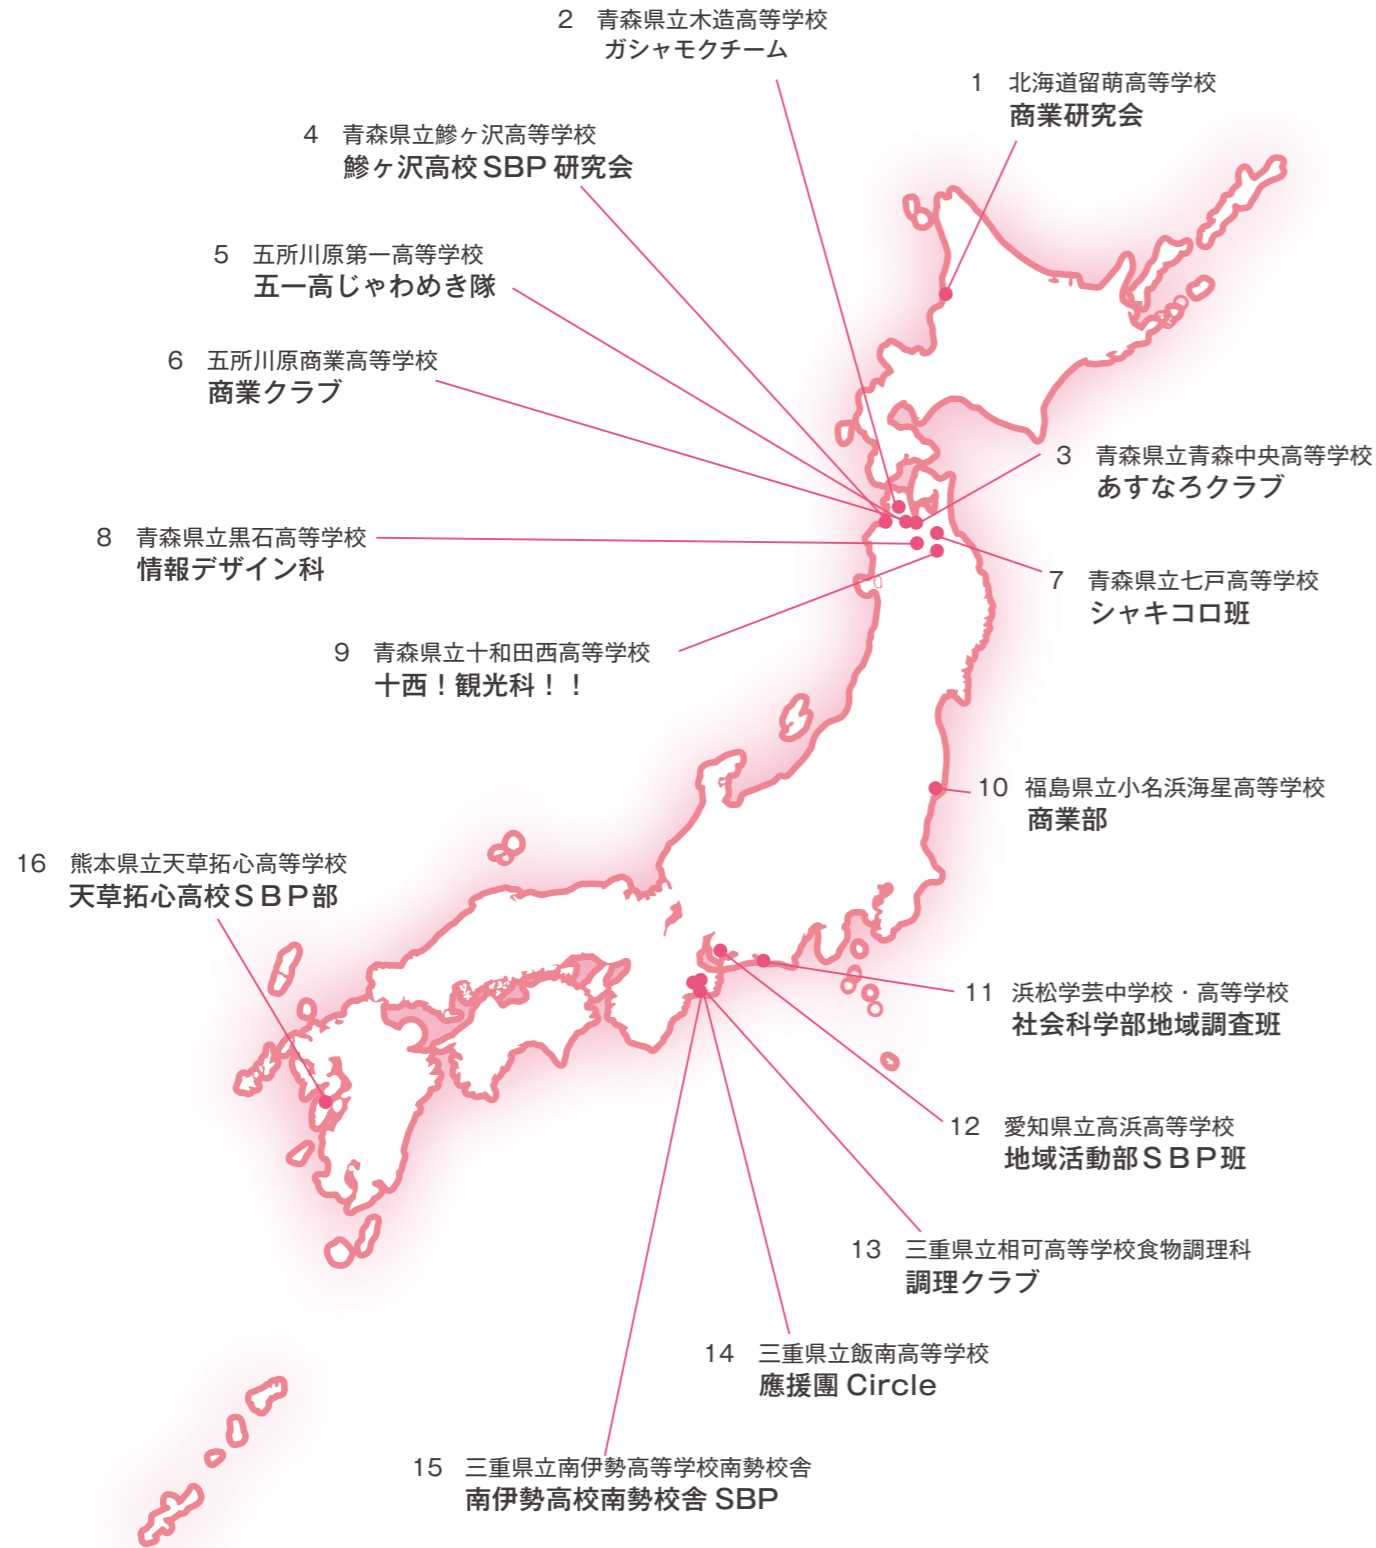 2 青森県立木造高等学校
ガシャモクチーム
1 北海道留萌高等学校
商業研究会
4 青森県立鰺ヶ沢高等学校
鰺ヶ沢高校 SBP 研究会
5 五所川原第一高等学校
五一高じゃわめき隊
6 五所川原商業高等学校
商業クラブ
3 青森県立青森中央高等学校
あすなろクラブ
8 青森県立黒石高等学校
情報デザイン科
7 青森県立七戸高等学校
シャキコロ班
9 青森県立十和田西高等学校
十西！観光科！！
10 福島県立小名浜海星高等学校
商業部
16 熊本県立天草拓心高等学校
天草拓心高校ＳＢＰ部
11 浜松学芸中学校・高等学校
社会科学部地域調査班
12 愛知県立高浜高等学校
地域活動部ＳＢＰ班
13 三重県立相可高等学校食物調理科
調理クラブ
14 三重県立飯南高等学校
應援團 Circle
15 三重県立南伊勢高等学校南勢校舎
南伊勢高校南勢校舎 SBP